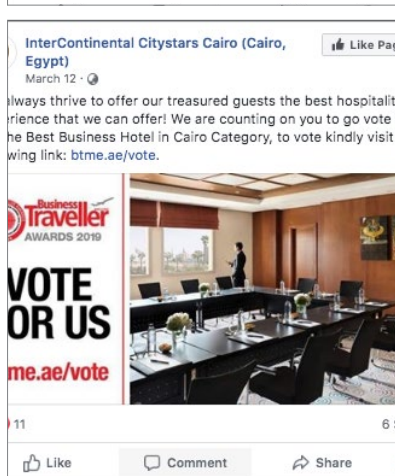 InterContinental Citystars Cairo (Cairo,
Egypt)
Like Pag
March 12 ·
always thrive to offer our treasured guests the best hospitalit
erience that we can offer! We are counting on you to go vote
he Best Business Hotel in Cairo Category, to vote kindly visit
wing link: btme.ae/vote.
Business
Traveller
AWARDS 2019
VOTE
OR US
me.ae/vote
11
6
Like
Comment
Share